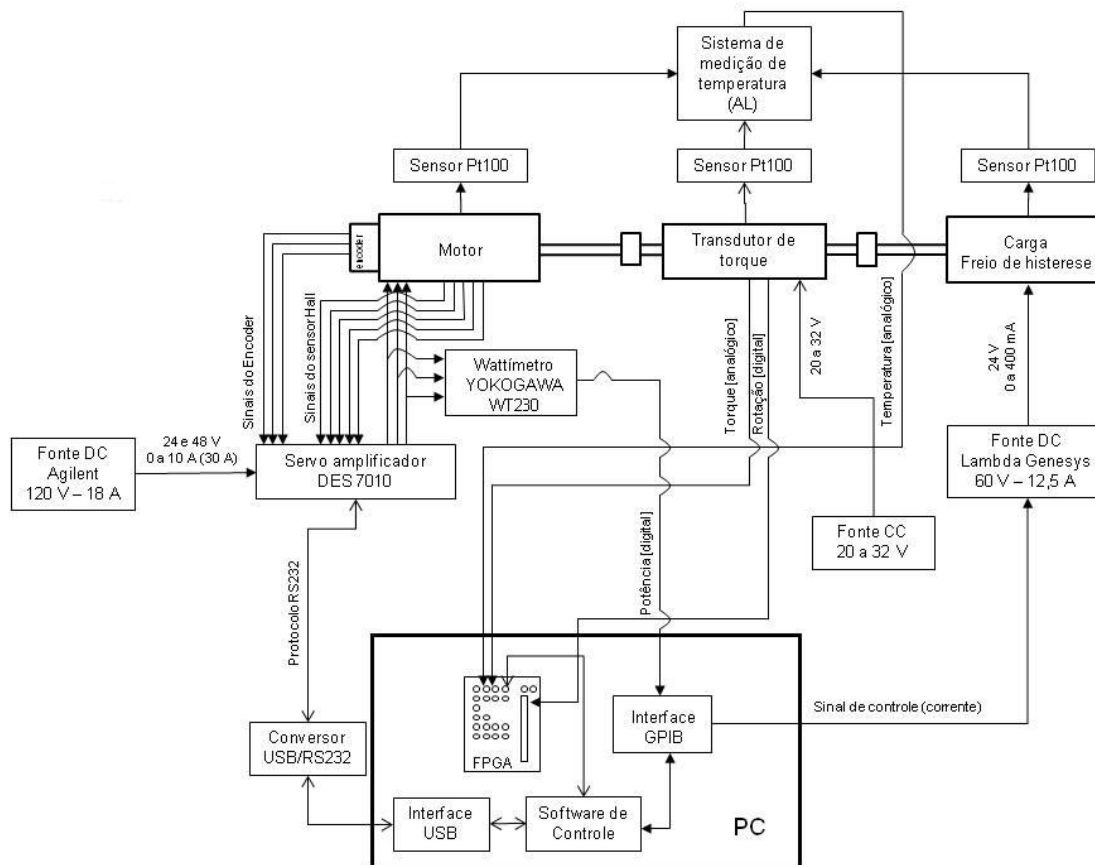 Sistema de
medição de
temperatura
(AL)
Sensor Pt100
Sensor Pt100
Sensor Pt100
encoder
Motor
Transdutor de
torque
Carga
Freio de histerese
Sinais do Encoder
Sinais do sensor Hall
Wattímetro
YOKOGAWA
WT230
Torque [analógico]
Rotação [digital]
20 a 32 V
Temperatura [analógico]
24 V
0 a 400 mA
Fonte DC
Agilent
120 V – 18 A
24 e 48 V
0 a 10 A (30 A)
Servo amplificador
DES7010
Fonte DC
Lambda Genesys
60 V – 12,5 A
Fonte CC
20 a 32 V
Potência [digital]
Protocolo RS232
FPGA
Interface
GPIB
Sinal de controle (corrente)
Conversor
USB/RS232
Interface
USB
Software de
Controle
PC